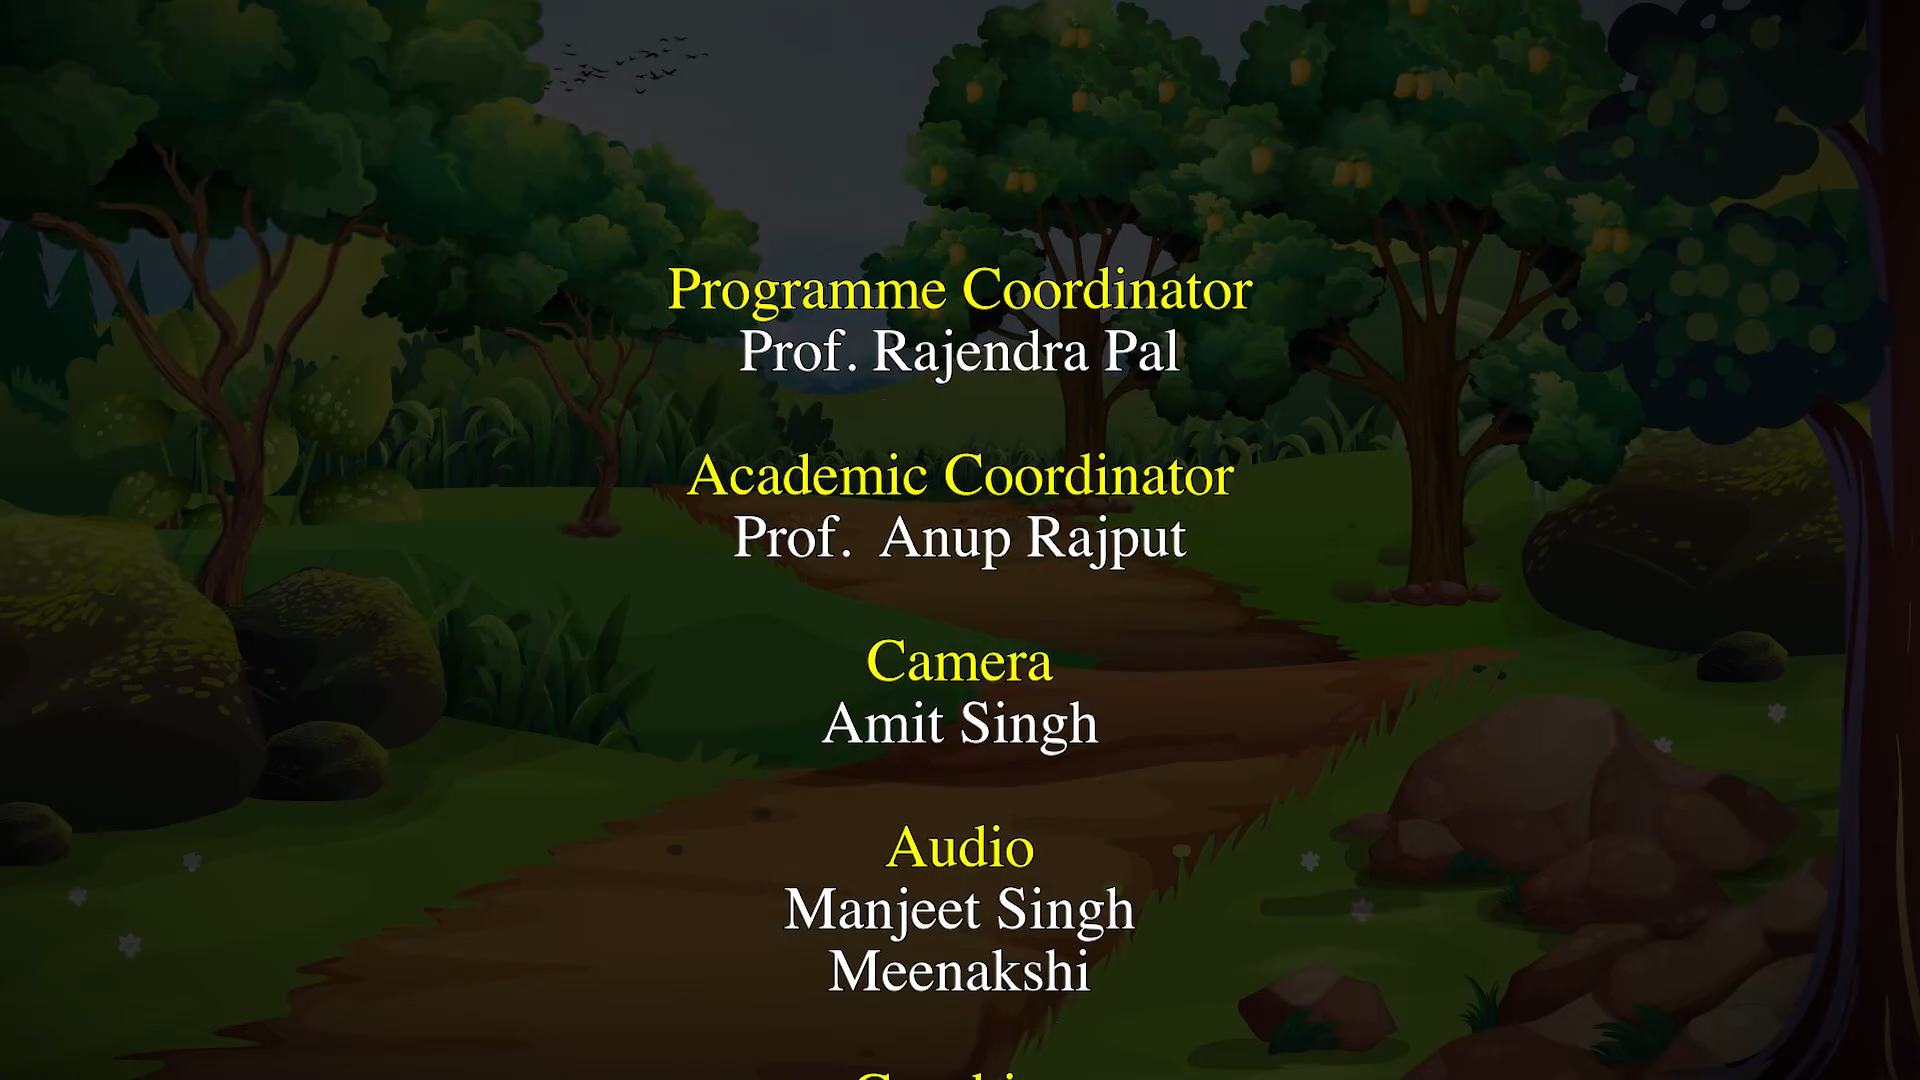 Programme Coordinator
Prof. Rajendra Pal
Academic Coordinator
Prof.  Anup Rajput
Camera
Amit Singh
Audio
Manjeet Singh
Meenakshi